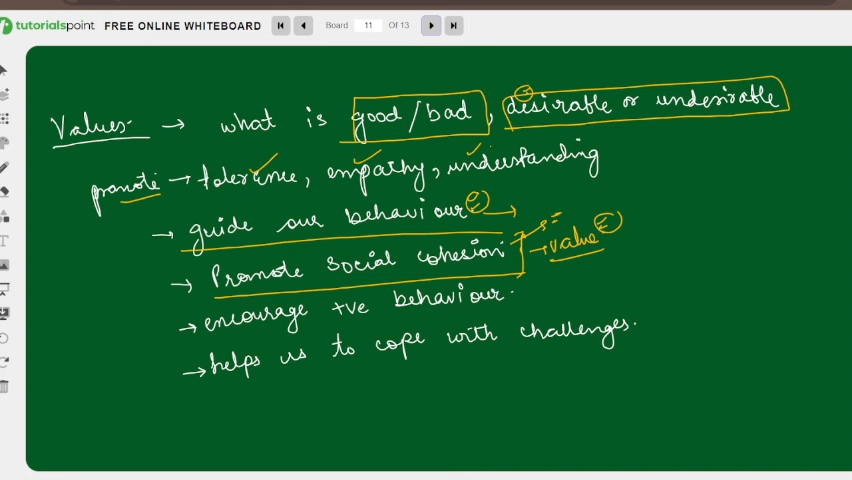 tutorialspoint FREE ONLINE WHITEBOARD Board 11 Of 13
Values → what is good/bad, desirable or undesirable
promote → tolerance, empathy, understanding
→ guide our behaviour →
→ Promote social cohesion → value
→ encourage +ve behaviour.
→ helps us to cope with challenges.